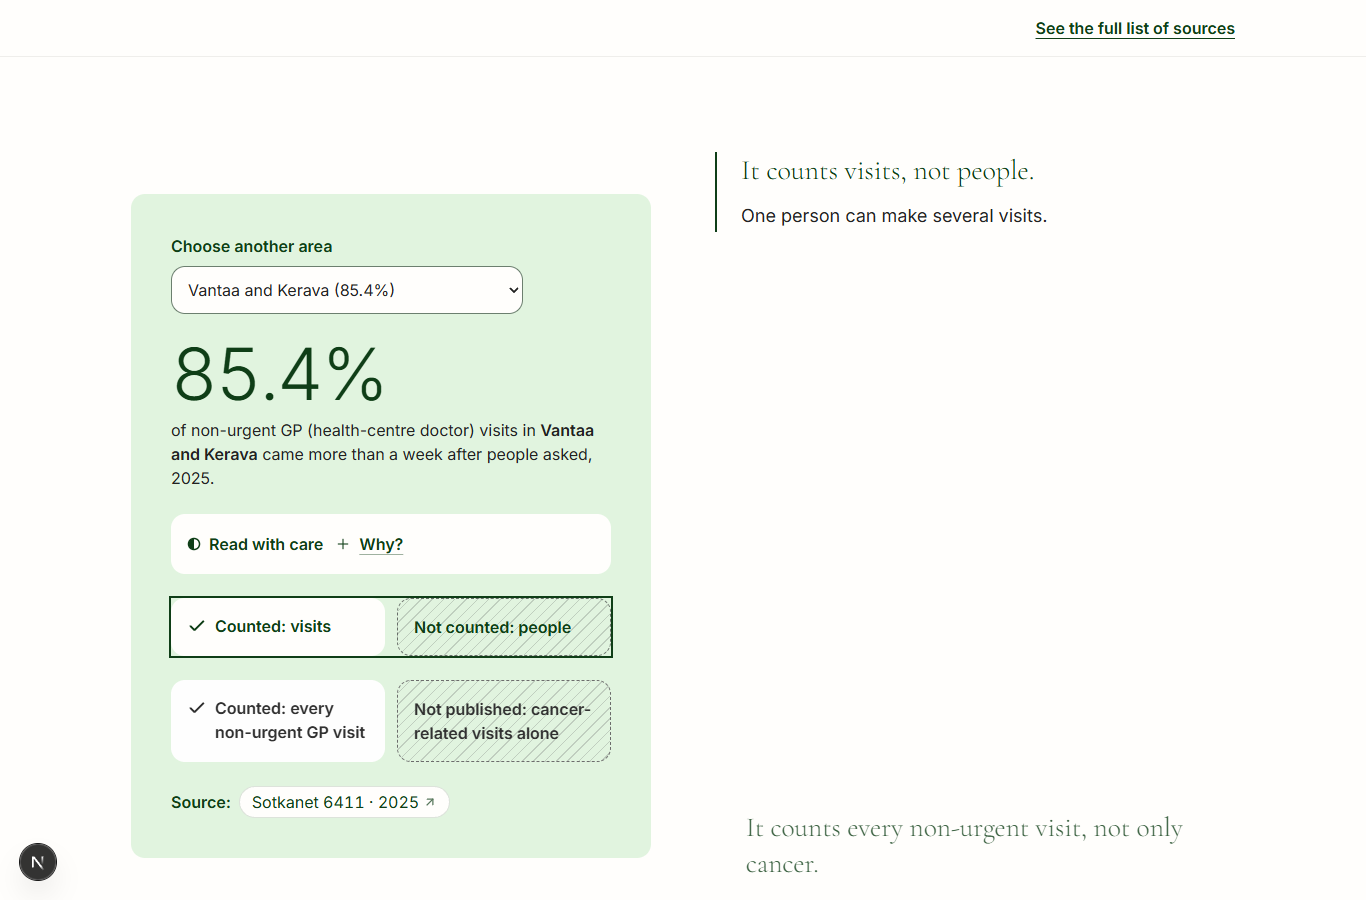 See the full list of sources
It counts visits, not people.
One person can make several visits.
Choose another area
Vantaa and Kerava (85.4%)
85.4%
of non-urgent GP (health-centre doctor) visits in Vantaa
and Kerava came more than a week after people asked,
2025.
Read with care + Why?
Counted: visits
Not counted: people
Counted: every
non-urgent GP visit
Not published: cancer-
related visits alone
Source: Sotkanet 6411 · 2025 ↗
It counts every non-urgent visit, not only
cancer.
N